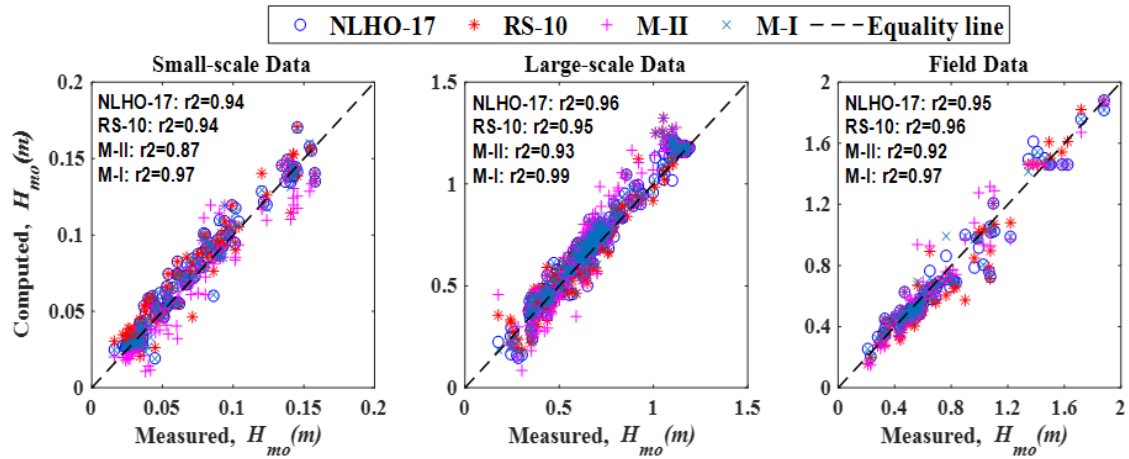 NLHO-17 RS-10 M-II M-I Equality line
Small-scale Data
NLHO-17: r2=0.94
RS-10: r2=0.94
M-II: r2=0.87
M-I: r2=0.97
Computed, H_mo(m)
0.2
0.15
0.1
0.05
0
0 0.05 0.1 0.15 0.2
Measured, H_mo(m)
Large-scale Data
NLHO-17: r2=0.96
RS-10: r2=0.95
M-II: r2=0.93
M-I: r2=0.99
1.5
1
0.5
0
0 0.5 1 1.5
Measured, H_mo(m)
Field Data
NLHO-17: r2=0.95
RS-10: r2=0.96
M-II: r2=0.92
M-I: r2=0.97
2
1.6
1.2
0.8
0.4
0
0 0.4 0.8 1.2 1.6 2
Measured, H_mo(m)